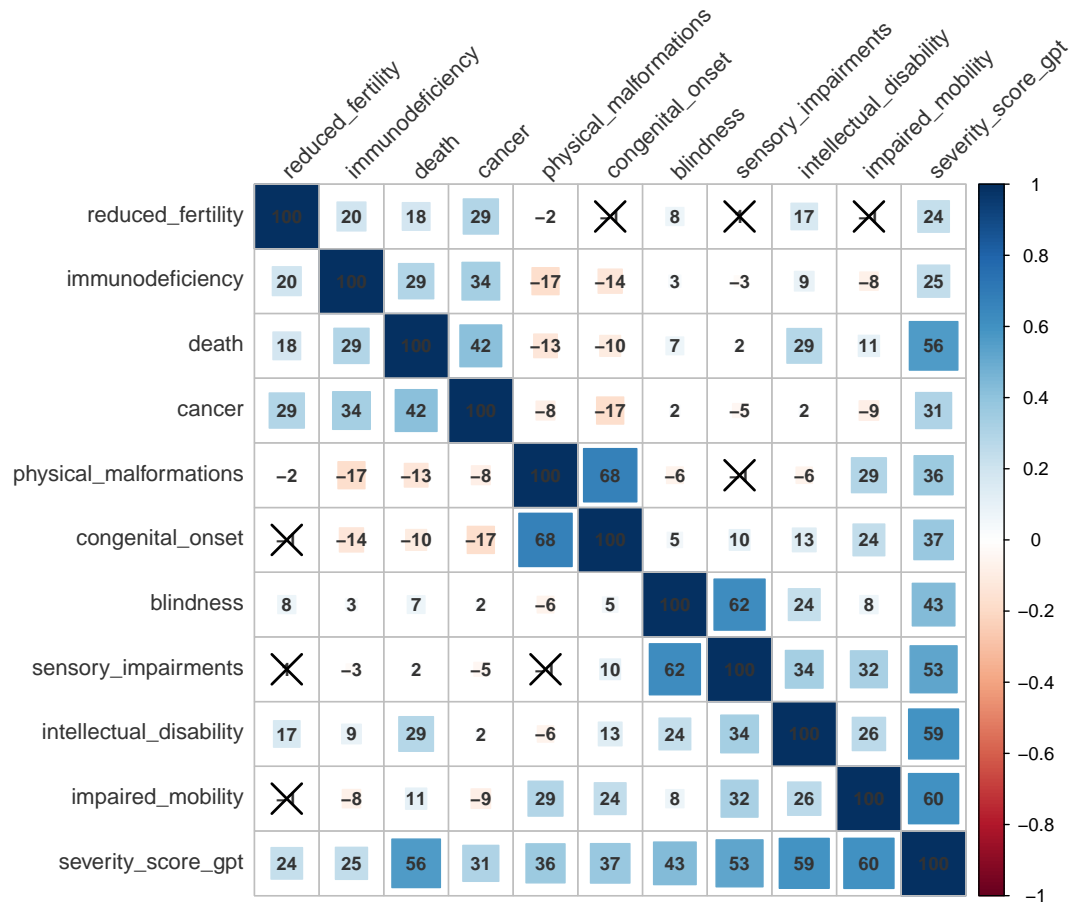 reduced_fertility
immunodeficiency
death
cancer
physical_malformations
congenital_onset
blindness
sensory_impairments
intellectual_disability
impaired_mobility
severity_score_gpt
reduced_fertility 100 20 18 29 −2 −1 8 17 −1 24
immunodeficiency 20 100 29 34 −17 −14 3 −3 9 −8 25
death 18 29 100 42 −13 −10 7 2 29 11 56
cancer 29 34 42 100 −8 −17 2 −5 2 −9 31
physical_malformations −2 −17 −13 −8 100 68 −6 −1 −6 29 36
congenital_onset −1 −14 −10 −17 68 100 5 10 13 24 37
blindness 8 3 7 2 −6 5 100 62 24 8 43
sensory_impairments −3 2 −5 −1 10 62 100 34 32 53
intellectual_disability 17 9 29 2 −6 13 24 34 100 26 59
impaired_mobility −1 −8 11 −9 29 24 8 32 26 100 60
severity_score_gpt 24 25 56 31 36 37 43 53 59 60 100
1
0.8
0.6
0.4
0.2
0
−0.2
−0.4
−0.6
−0.8
−1